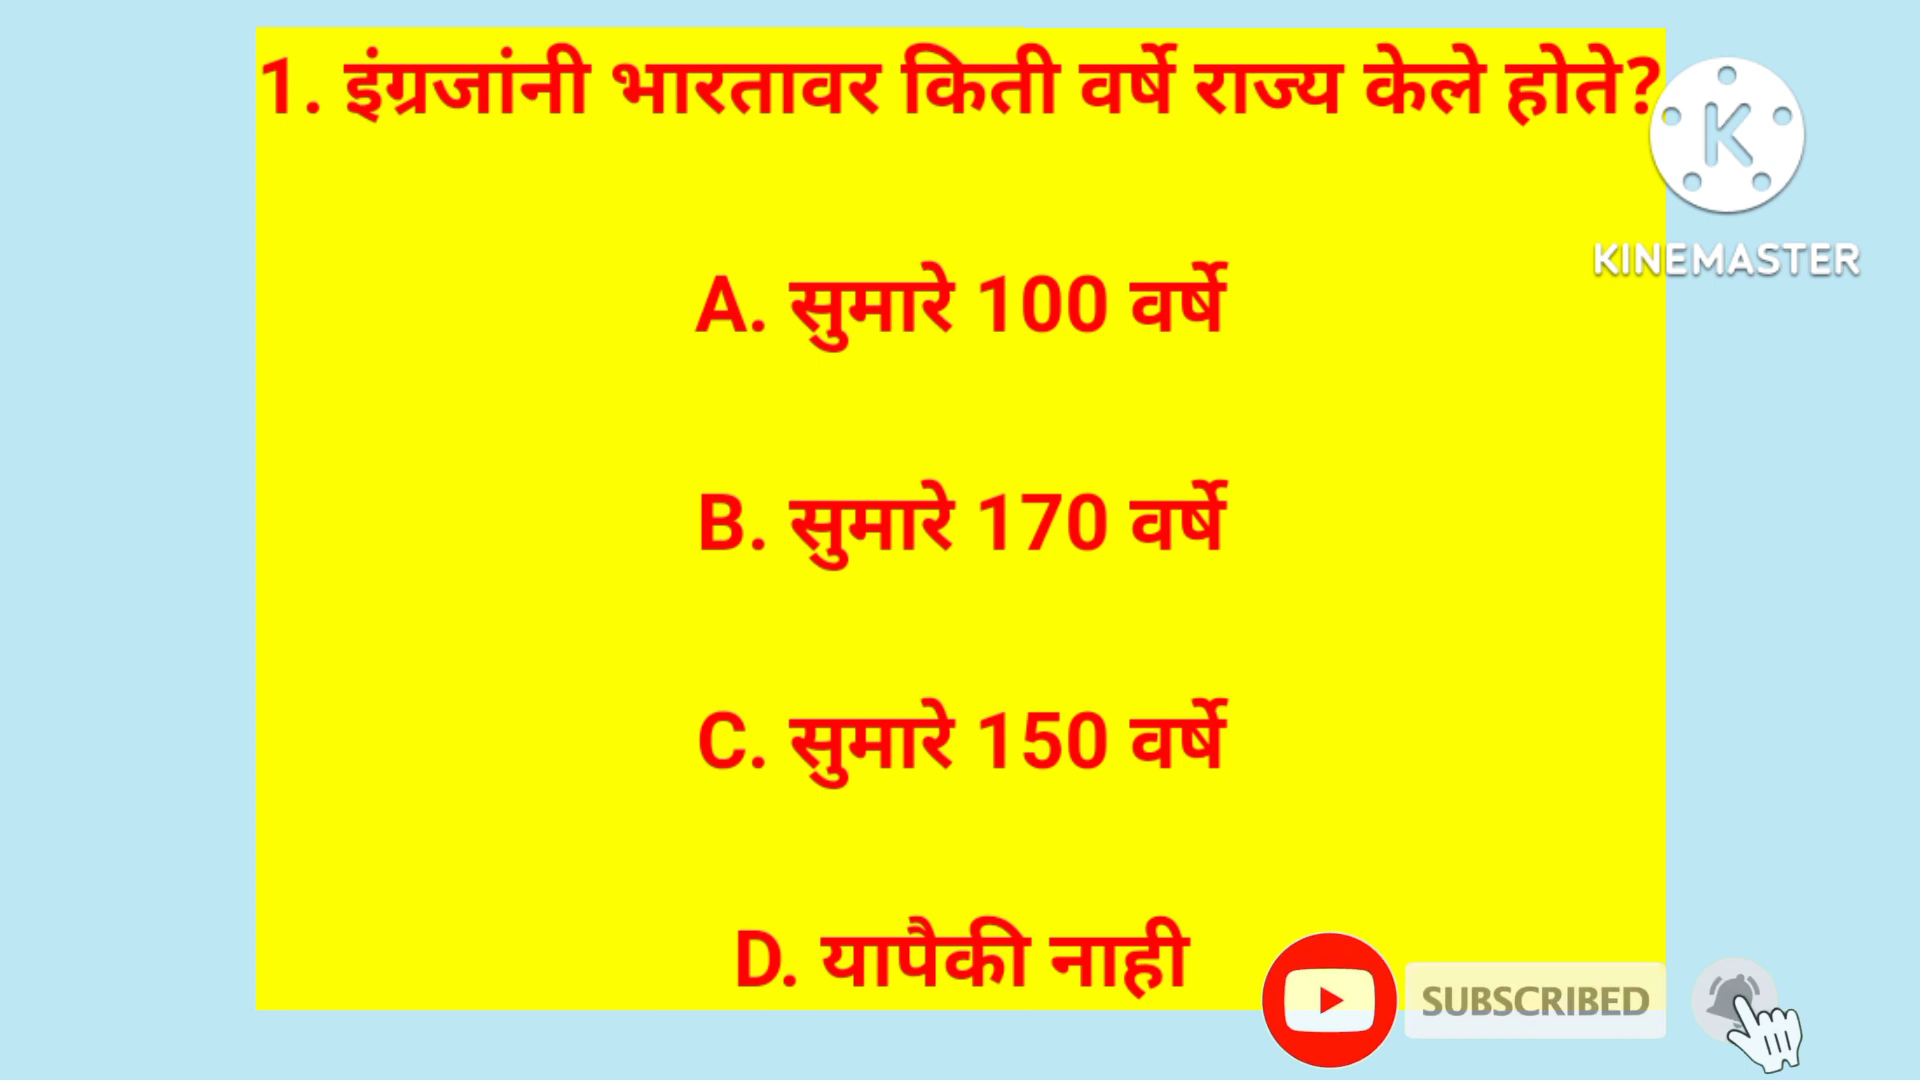 1. इंग्रजांनी भारतावर किती वर्षे राज्य केले होते?
K
KINEMASTER
A. सुमारे 100 वर्षे
B. सुमारे 170 वर्षे
C. सुमारे 150 वर्षे
D. यापैकी नाही
SUBSCRIBED